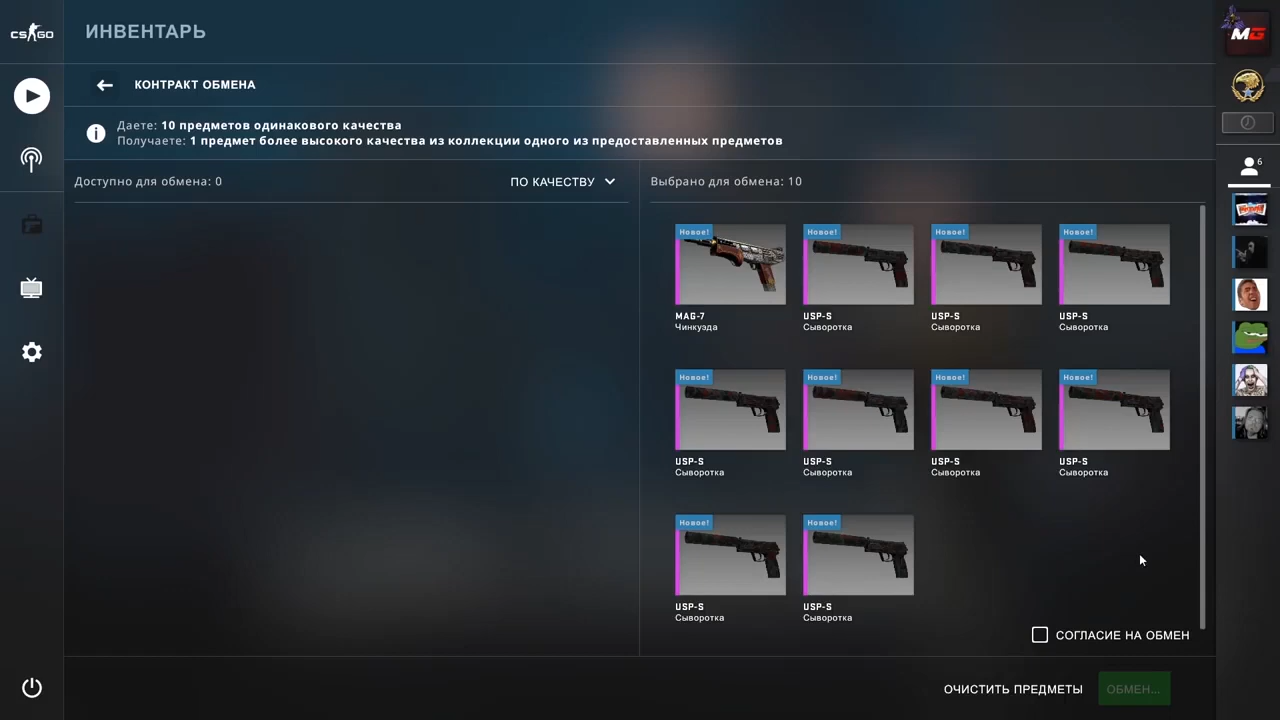 CS GO
ИНВЕНТАРЬ
MG
КОНТРАКТ ОБМЕНА
Даете: 10 предметов одинакового качества
Получаете: 1 предмет более высокого качества из коллекции одного из предоставленных предметов
6
Доступно для обмена: 0
ПО КАЧЕСТВУ
Выбрано для обмена: 10
Новое! Новое! Новое! Новое!
MAG-7 USP-S USP-S USP-S
Чинкуэда Сыворотка Сыворотка Сыворотка
Новое! Новое! Новое! Новое!
USP-S USP-S USP-S USP-S
Сыворотка Сыворотка Сыворотка Сыворотка
Новое! Новое!
USP-S USP-S
Сыворотка Сыворотка
СОГЛАСИЕ НА ОБМЕН
ОЧИСТИТЬ ПРЕДМЕТЫ
ОБМЕН...